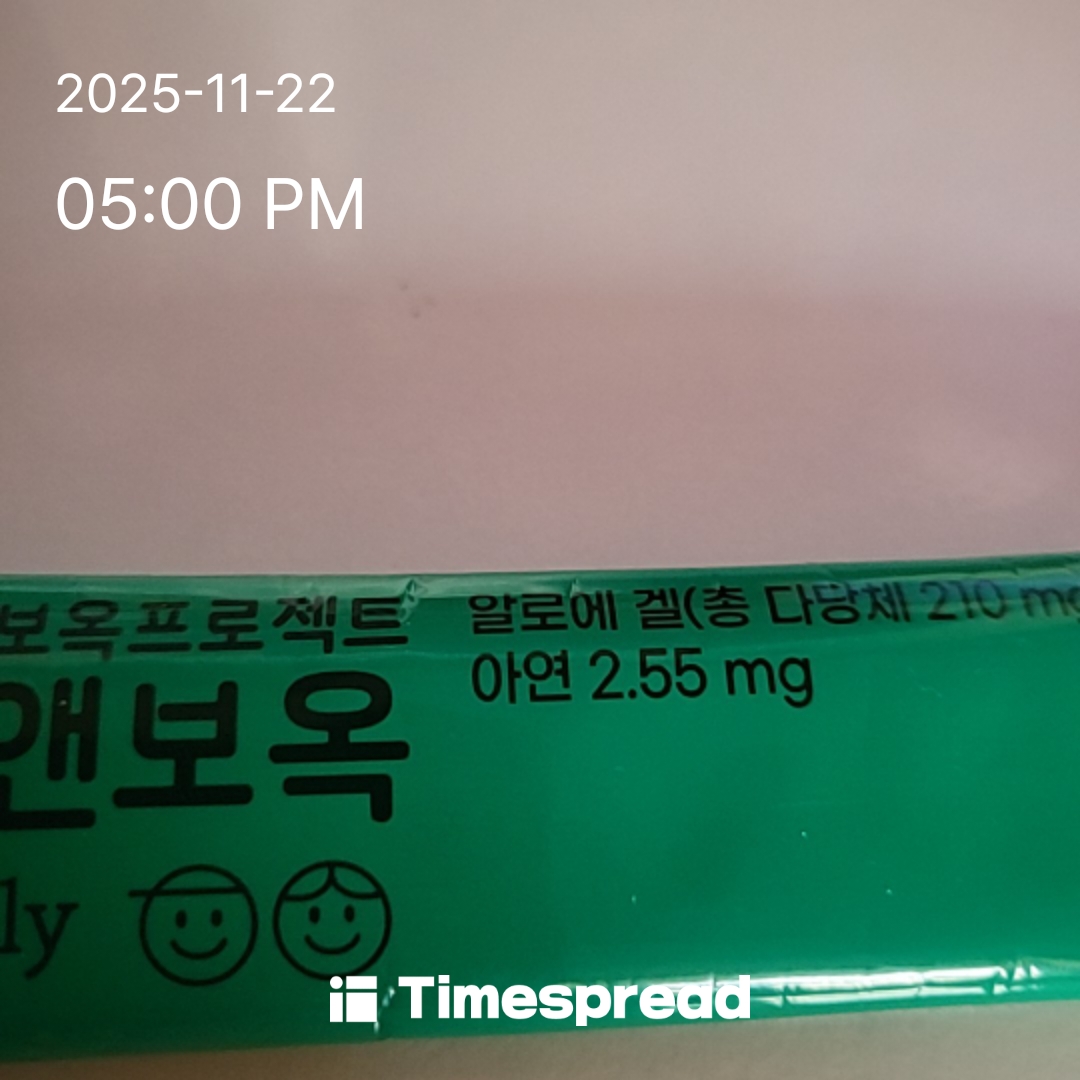 2025-11-22
05:00 PM
보옥프로젝트
앤보옥
ly
알로에 겔(총 다당체 210 mg
아연 2.55 mg
Timespread